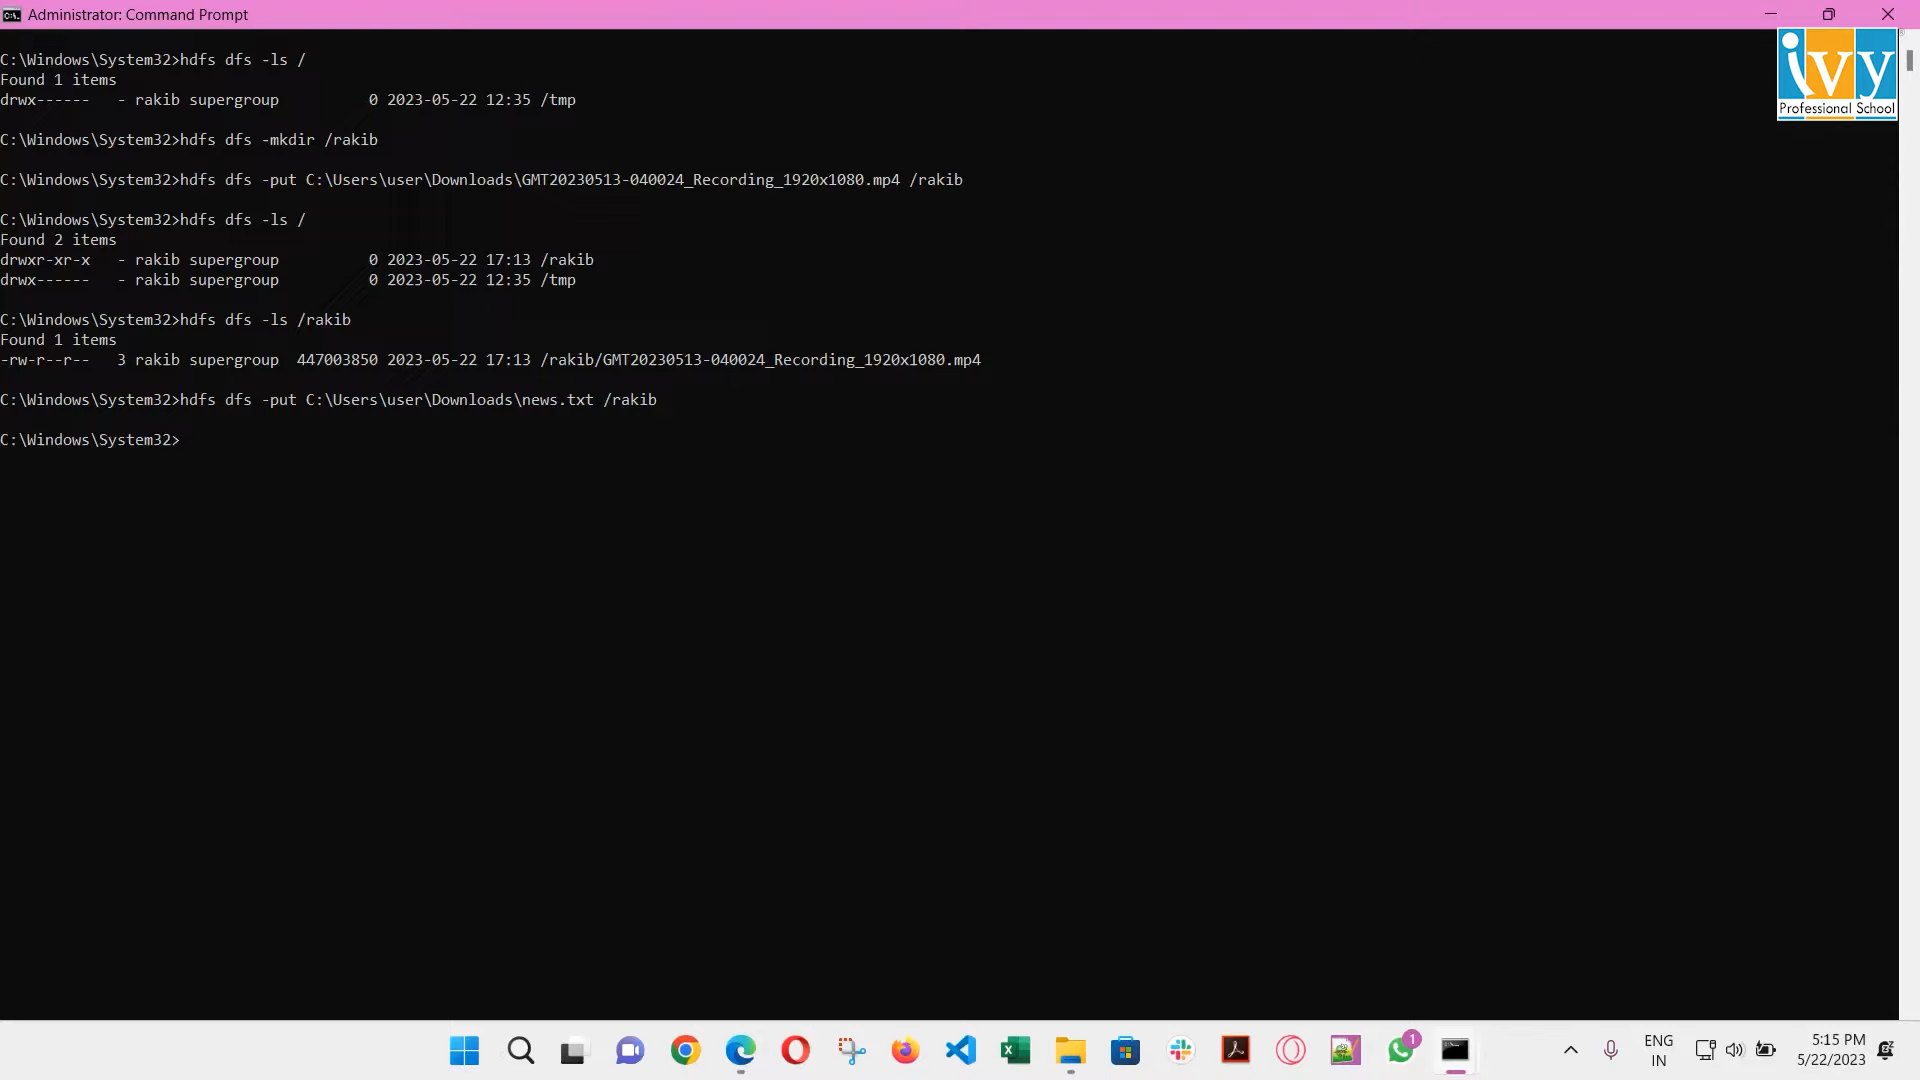 Administrator: Command Prompt
C:\Windows\System32>hdfs dfs -ls /
Found 1 items
drwx------   - rakib supergroup          0 2023-05-22 12:35 /tmp
C:\Windows\System32>hdfs dfs -mkdir /rakib
C:\Windows\System32>hdfs dfs -put C:\Users\user\Downloads\GMT20230513-040024_Recording_1920x1080.mp4 /rakib
C:\Windows\System32>hdfs dfs -ls /
Found 2 items
drwxr-xr-x   - rakib supergroup          0 2023-05-22 17:13 /rakib
drwx------   - rakib supergroup          0 2023-05-22 12:35 /tmp
C:\Windows\System32>hdfs dfs -ls /rakib
Found 1 items
-rw-r--r--   3 rakib supergroup  447003850 2023-05-22 17:13 /rakib/GMT20230513-040024_Recording_1920x1080.mp4
C:\Windows\System32>hdfs dfs -put C:\Users\user\Downloads\news.txt /rakib
C:\Windows\System32>
ivy
Professional School
1
ENG
IN
5:15 PM
5/22/2023